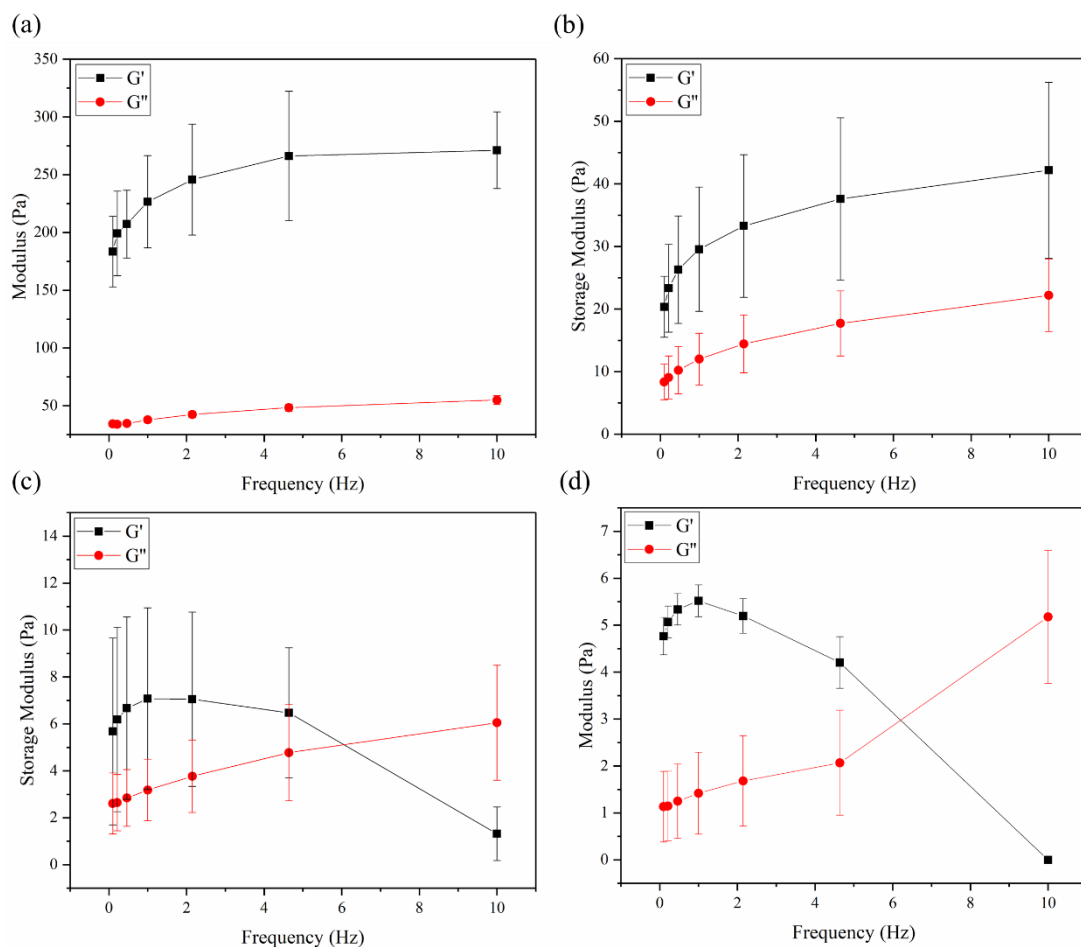 (a)
350
300
250
200
150
100
50
0
2
4
6
8
10
Modulus (Pa)
Frequency (Hz)
G'
G"
(b)
60
50
40
30
20
10
0
0
2
4
6
8
10
Storage Modulus (Pa)
Frequency (Hz)
G'
G"
(c)
14
12
10
8
6
4
2
0
0
2
4
6
8
10
Storage Modulus (Pa)
Frequency (Hz)
G'
G"
(d)
7
6
5
4
3
2
1
0
0
2
4
6
8
10
Modulus (Pa)
Frequency (Hz)
G'
G"